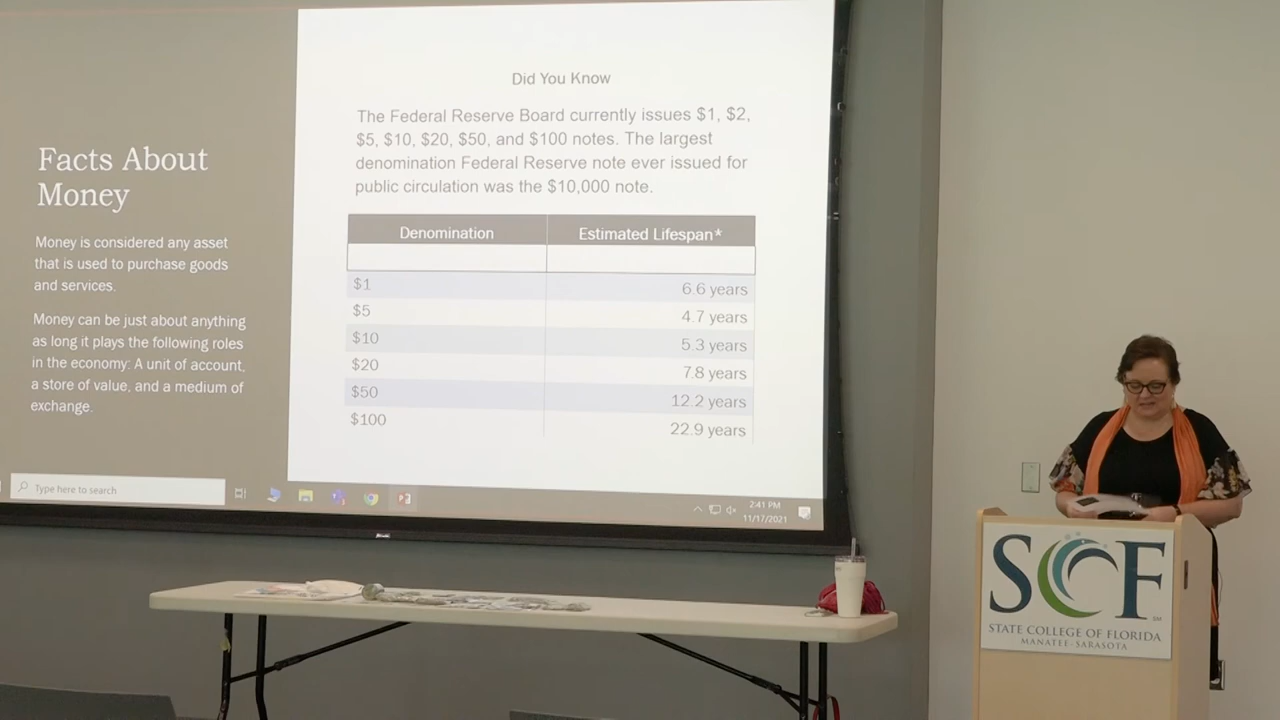 Facts About
Money
Money is considered any asset
that is used to purchase goods
and services.
Money can be just about anything
as long it plays the following roles
in the economy: A unit of account,
a store of value, and a medium of
exchange.
Did You Know
The Federal Reserve Board currently issues $1, $2,
$5, $10, $20, $50, and $100 notes. The largest
denomination Federal Reserve note ever issued for
public circulation was the $10,000 note.
Denomination Estimated Lifespan*
$1 6.6 years
$5 4.7 years
$10 5.3 years
$20 7.8 years
$50 12.2 years
$100 22.9 years
Type here to search
2:41 PM
11/17/2021
SCF
SM
STATE COLLEGE OF FLORIDA
MANATEE-SARASOTA